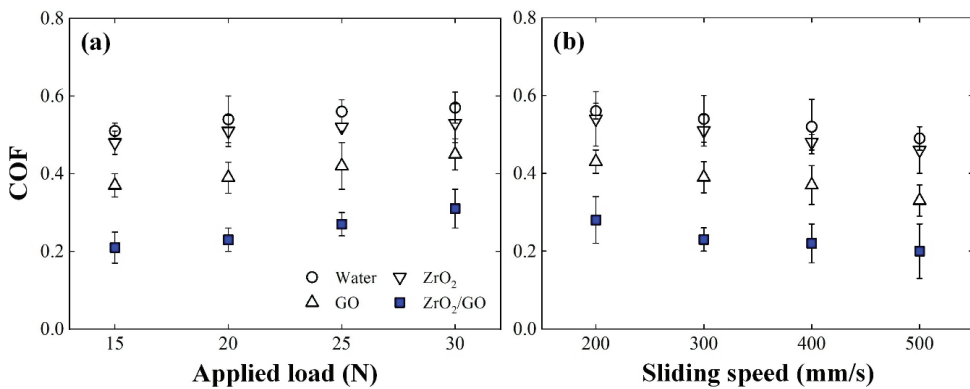 COF
(a)
0.8
0.6
0.4
0.2
0.0
Water ZrO₂
GO ZrO₂/GO
15 20 25 30
Applied load (N)
(b)
0.8
0.6
0.4
0.2
0.0
200 300 400 500
Sliding speed (mm/s)